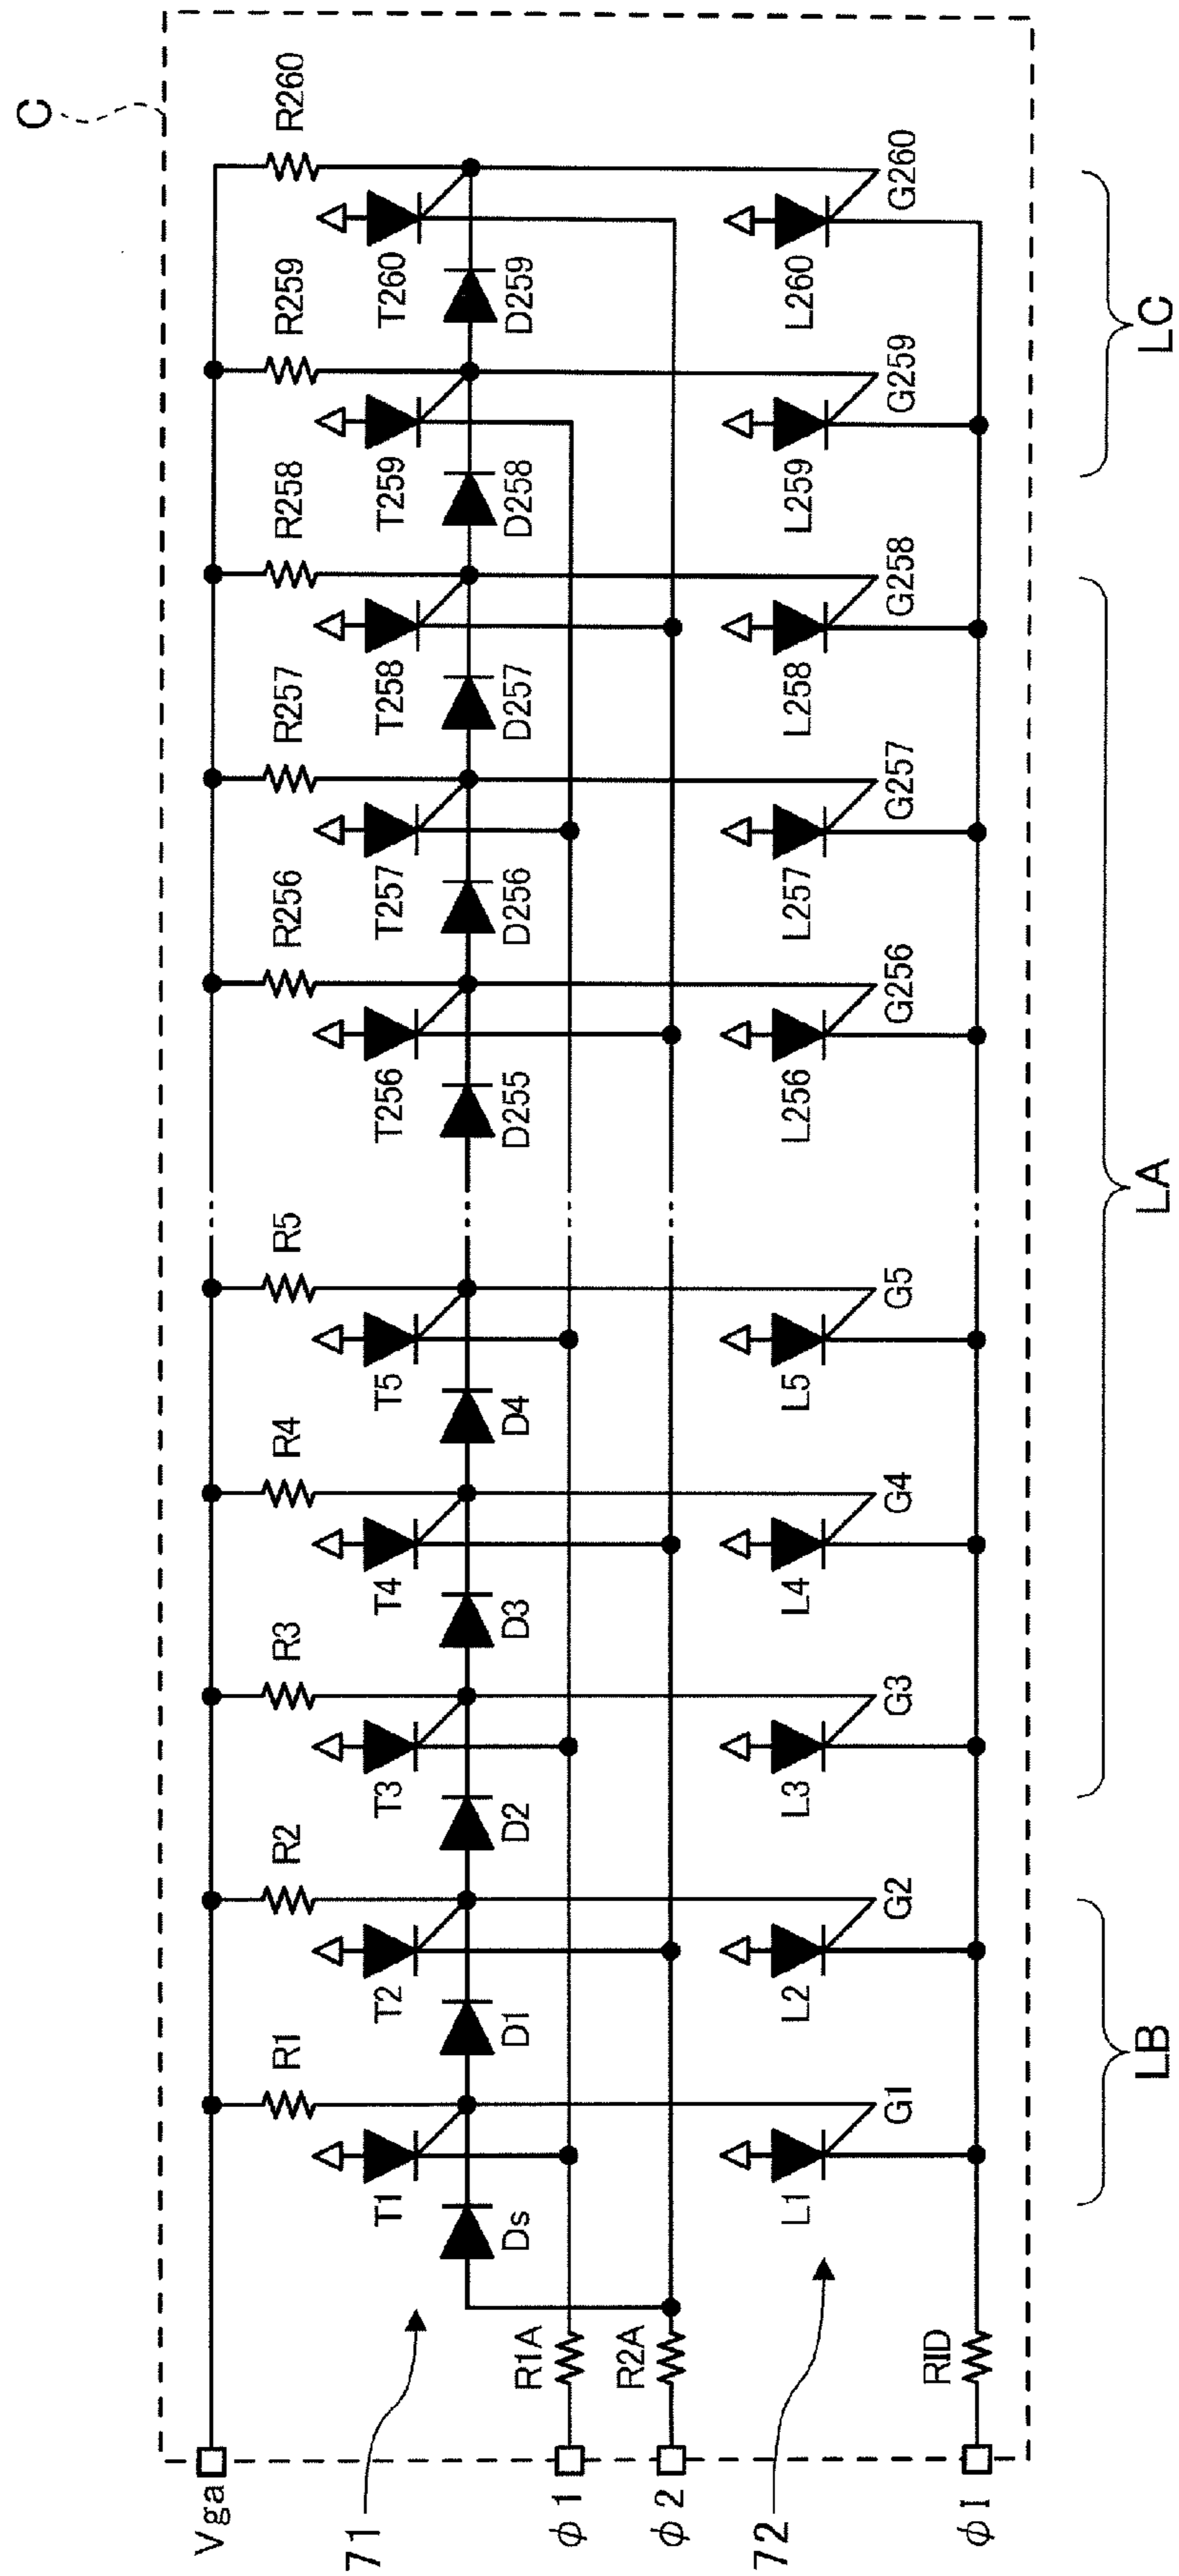 C
R1 R2 R3 R4 R5 R256 R257 R258 R259 R260
Vga
T1 T2 T3 T4 T5 T256 T257 T258 T259 T260
71
Ds D1 D2 D3 D4 D255 D256 D257 D258 D259
R1A
φ1
R2A
φ2
L1 L2 L3 L4 L5 L256 L257 L258 L259 L260
72
G1 G2 G3 G4 G5 G256 G257 G258 G259 G260
RID
φI
LB LA LC